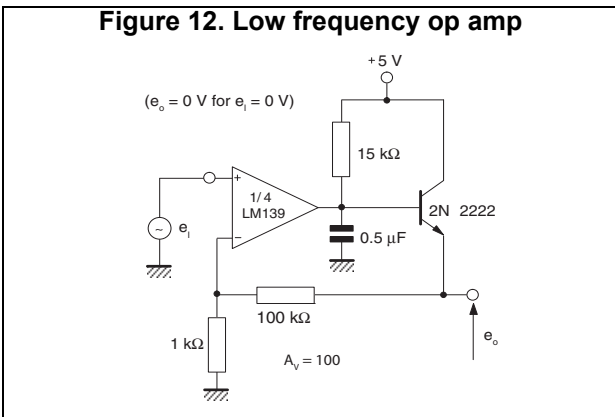 Figure 12. Low frequency op amp
+5 V
(eo = 0 V for eI = 0 V)
15 kΩ
+
1/4
LM139
2N 2222
~
eI
0.5 µF
−
100 kΩ
1 kΩ
eo
AV = 100